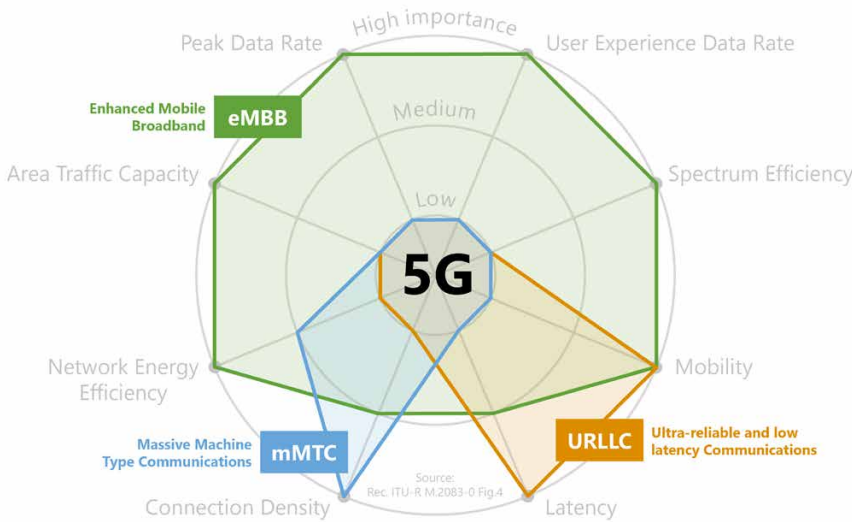 High importance
Peak Data Rate
User Experience Data Rate
Enhanced Mobile
Broadband
eMBB
Medium
Area Traffic Capacity
Low
Spectrum Efficiency
5G
Network Energy
Efficiency
Mobility
Massive Machine
Type Communications
mMTC
URLLC
Ultra-reliable and low
latency Communications
Source:
Rec. ITU-R M.2083-0 Fig.4
Connection Density
Latency